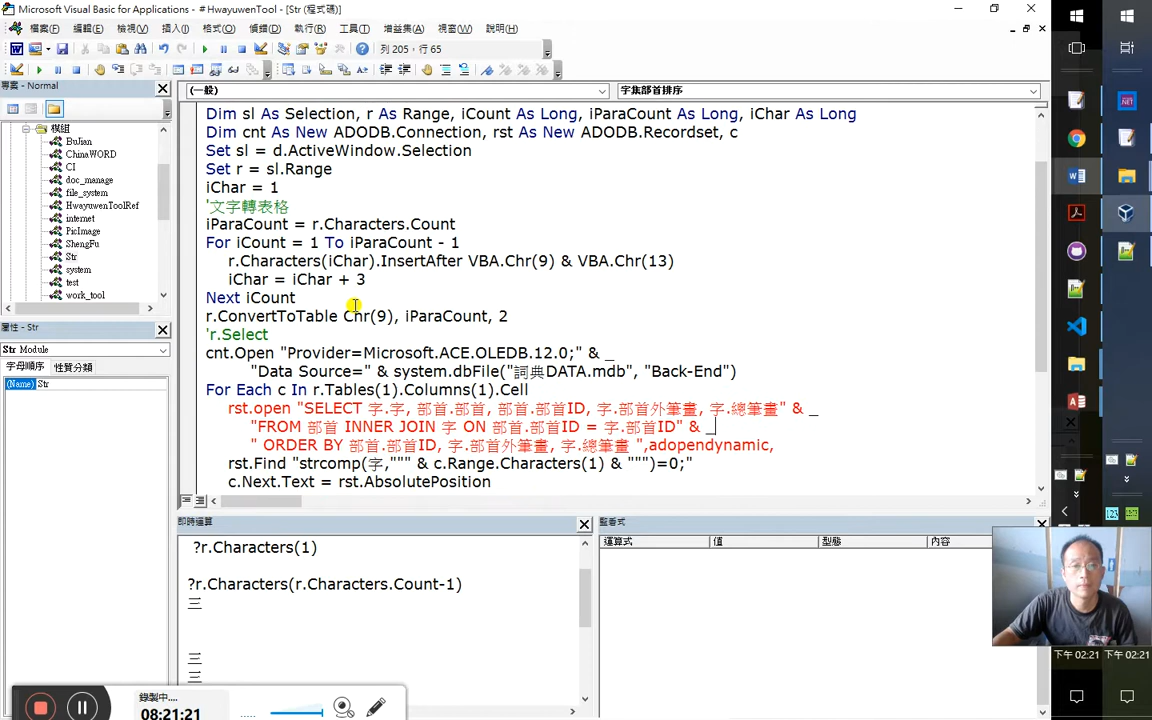 Microsoft Visual Basic for Applications - #HwayuwenTool - [Str (程式碼)]
檔案(F) 編輯(E) 檢視(V) 插入(I) 格式(O) 偵錯(D) 執行(R) 工具(T) 增益集(A) 視窗(W) 說明(H)
列 205，行 65
專案 - Normal
模組
BuJian
ChinaWORD
CI
doc_manage
file_system
HwayuwenToolRef
internet
PicImage
ShengFu
Str
system
test
work_tool
屬性 - Str
Str Module
字母順序 性質分類
(Name) Str
(一般)
字集部首排序
Dim sl As Selection, r As Range, iCount As Long, iParaCount As Long, iChar As Long
Dim cnt As New ADODB.Connection, rst As New ADODB.Recordset, c
Set sl = d.ActiveWindow.Selection
Set r = sl.Range
iChar = 1
'文字轉表格
iParaCount = r.Characters.Count
For iCount = 1 To iParaCount - 1
r.Characters(iChar).InsertAfter VBA.Chr(9) & VBA.Chr(13)
iChar = iChar + 3
Next iCount
r.ConvertToTable Chr(9), iParaCount, 2
'r.Select
cnt.Open "Provider=Microsoft.ACE.OLEDB.12.0;" & _
"Data Source=" & system.dbFile("詞典DATA.mdb", "Back-End")
For Each c In r.Tables(1).Columns(1).Cell
rst.open "SELECT 字.字, 部首.部首, 部首.部首ID, 字.部首外筆畫, 字.總筆畫" & _
"FROM 部首 INNER JOIN 字 ON 部首.部首ID = 字.部首ID" & _
" ORDER BY 部首.部首ID, 字.部首外筆畫, 字.總筆畫 ",adopendynamic,
rst.Find "strcomp(字,""" & c.Range.Characters(1) & """)=0;"
c.Next.Text = rst.AbsolutePosition
即時運算
?r.Characters(1)
?r.Characters(r.Characters.Count-1)
三
三
三
監看式
運算式 值 型態 內容
錄製中....
08:21:21
下午 02:21 下午 02:21